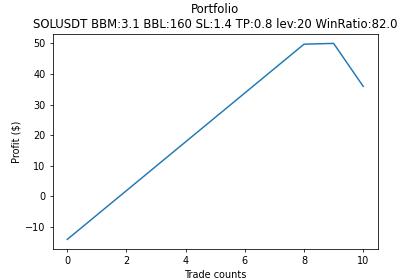 Portfolio
SOLUSDT BBM:3.1 BBL:160 SL:1.4 TP:0.8 lev:20 WinRatio:82.0
50
40
30
20
10
0
−10
Profit ($)
0 2 4 6 8 10
Trade counts